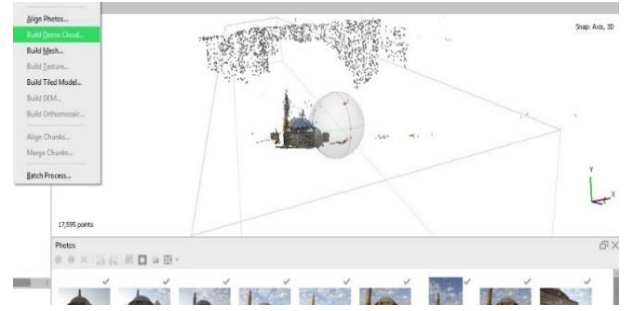 Align Photos...
Build Dense Cloud...
Build Mesh...
Build Texture...
Build Tiled Model...
Build DEM...
Build Orthomosaic...
Align Chunks...
Merge Chunks...
Batch Process...
Snap: Axis, 3D
Y
X
17,595 points
Photos